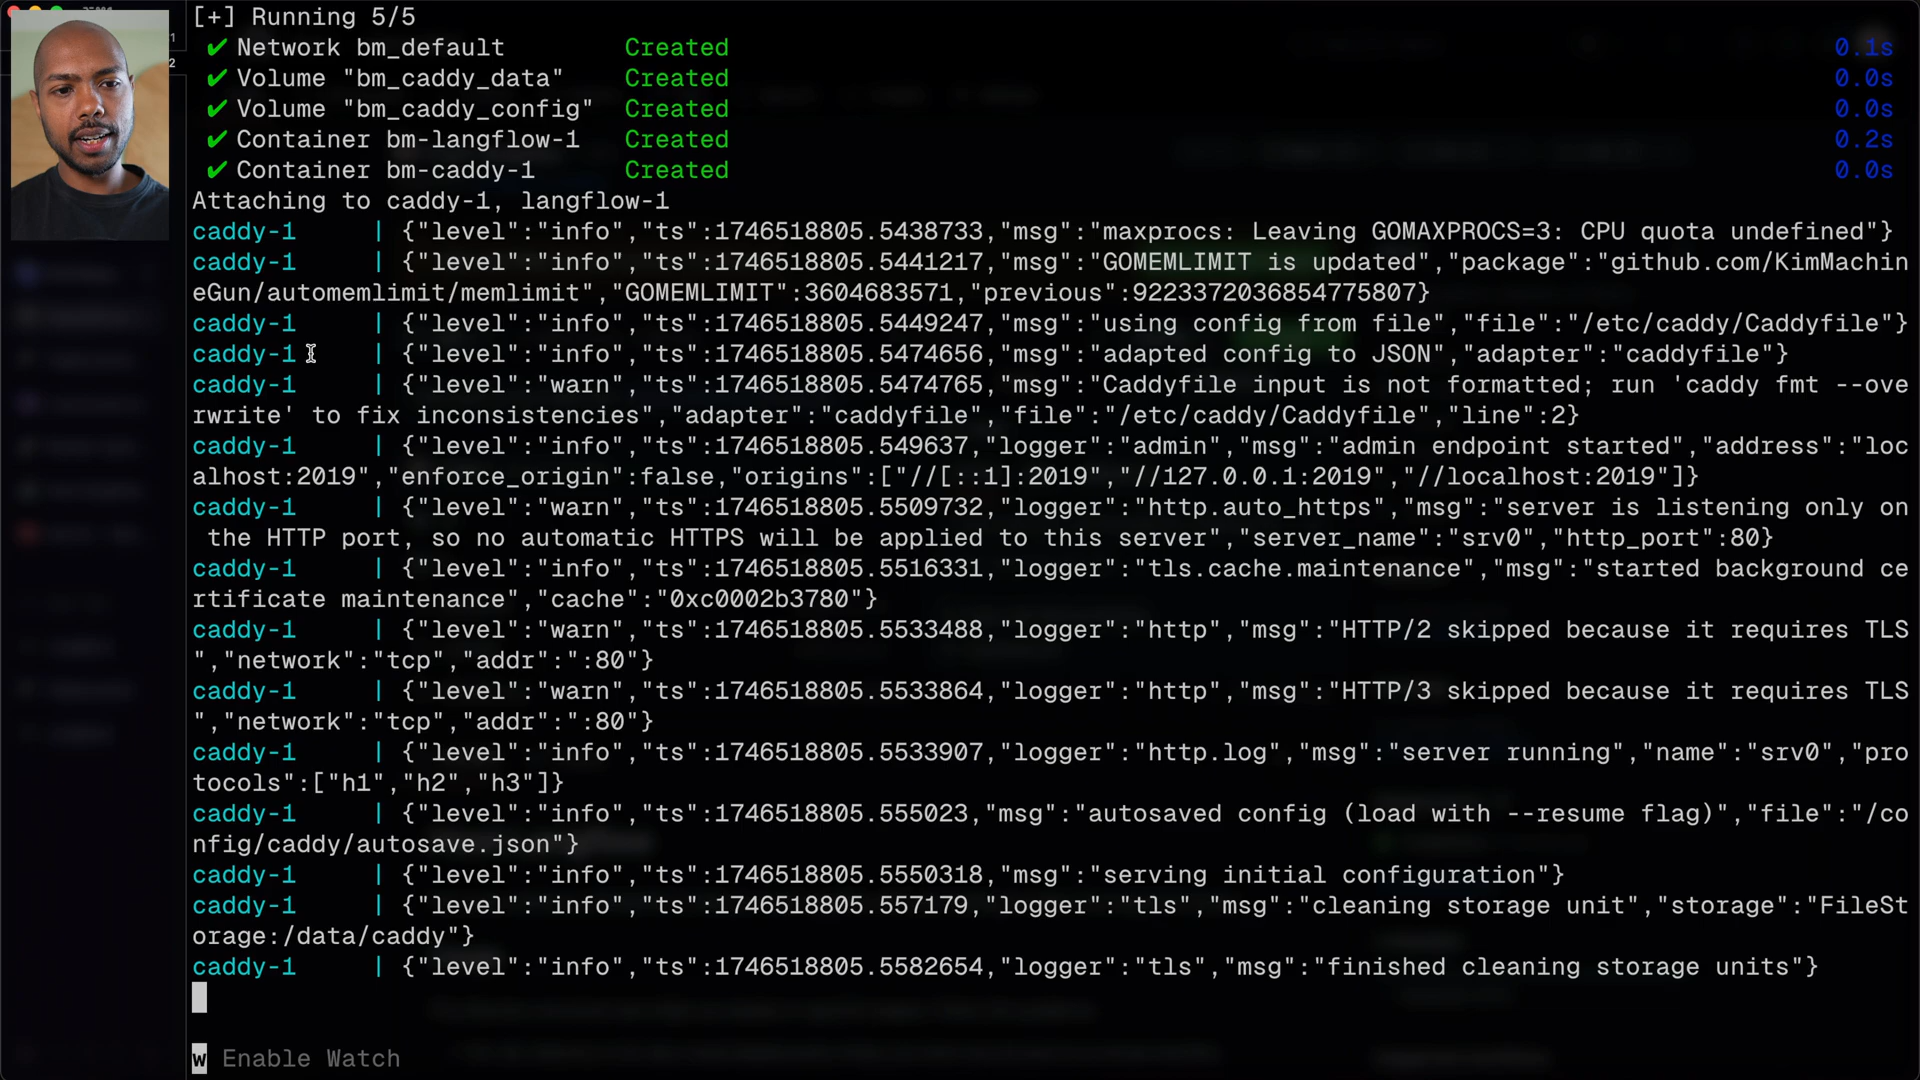 [+] Running 5/5
✔ Network bm_default Created 0.1s
✔ Volume "bm_caddy_data" Created 0.0s
✔ Volume "bm_caddy_config" Created 0.0s
✔ Container bm-langflow-1 Created 0.2s
✔ Container bm-caddy-1 Created 0.0s
Attaching to caddy-1, langflow-1
caddy-1 | {"level":"info","ts":1746518805.5438733,"msg":"maxprocs: Leaving GOMAXPROCS=3: CPU quota undefined"}
caddy-1 | {"level":"info","ts":1746518805.5441217,"msg":"GOMEMLIMIT is updated","package":"github.com/KimMachin
eGun/automemlimit/memlimit","GOMEMLIMIT":3604683571,"previous":9223372036854775807}
caddy-1 | {"level":"info","ts":1746518805.5449247,"msg":"using config from file","file":"/etc/caddy/Caddyfile"}
caddy-1 | {"level":"info","ts":1746518805.5474656,"msg":"adapted config to JSON","adapter":"caddyfile"}
caddy-1 | {"level":"warn","ts":1746518805.5474765,"msg":"Caddyfile input is not formatted; run 'caddy fmt --ove
rwrite' to fix inconsistencies","adapter":"caddyfile","file":"/etc/caddy/Caddyfile","line":2}
caddy-1 | {"level":"info","ts":1746518805.549637,"logger":"admin","msg":"admin endpoint started","address":"loc
alhost:2019","enforce_origin":false,"origins":["//[::1]:2019","//127.0.0.1:2019","//localhost:2019"]}
caddy-1 | {"level":"warn","ts":1746518805.5509732,"logger":"http.auto_https","msg":"server is listening only on
the HTTP port, so no automatic HTTPS will be applied to this server","server_name":"srv0","http_port":80}
caddy-1 | {"level":"info","ts":1746518805.5516331,"logger":"tls.cache.maintenance","msg":"started background ce
rtificate maintenance","cache":"0xc0002b3780"}
caddy-1 | {"level":"warn","ts":1746518805.5533488,"logger":"http","msg":"HTTP/2 skipped because it requires TLS
","network":"tcp","addr":":80"}
caddy-1 | {"level":"warn","ts":1746518805.5533864,"logger":"http","msg":"HTTP/3 skipped because it requires TLS
","network":"tcp","addr":":80"}
caddy-1 | {"level":"info","ts":1746518805.5533907,"logger":"http.log","msg":"server running","name":"srv0","pro
tocols":["h1","h2","h3"]}
caddy-1 | {"level":"info","ts":1746518805.555023,"msg":"autosaved config (load with --resume flag)","file":"/co
nfig/caddy/autosave.json"}
caddy-1 | {"level":"info","ts":1746518805.5550318,"msg":"serving initial configuration"}
caddy-1 | {"level":"info","ts":1746518805.557179,"logger":"tls","msg":"cleaning storage unit","storage":"FileSt
orage:/data/caddy"}
caddy-1 | {"level":"info","ts":1746518805.5582654,"logger":"tls","msg":"finished cleaning storage units"}
w Enable Watch